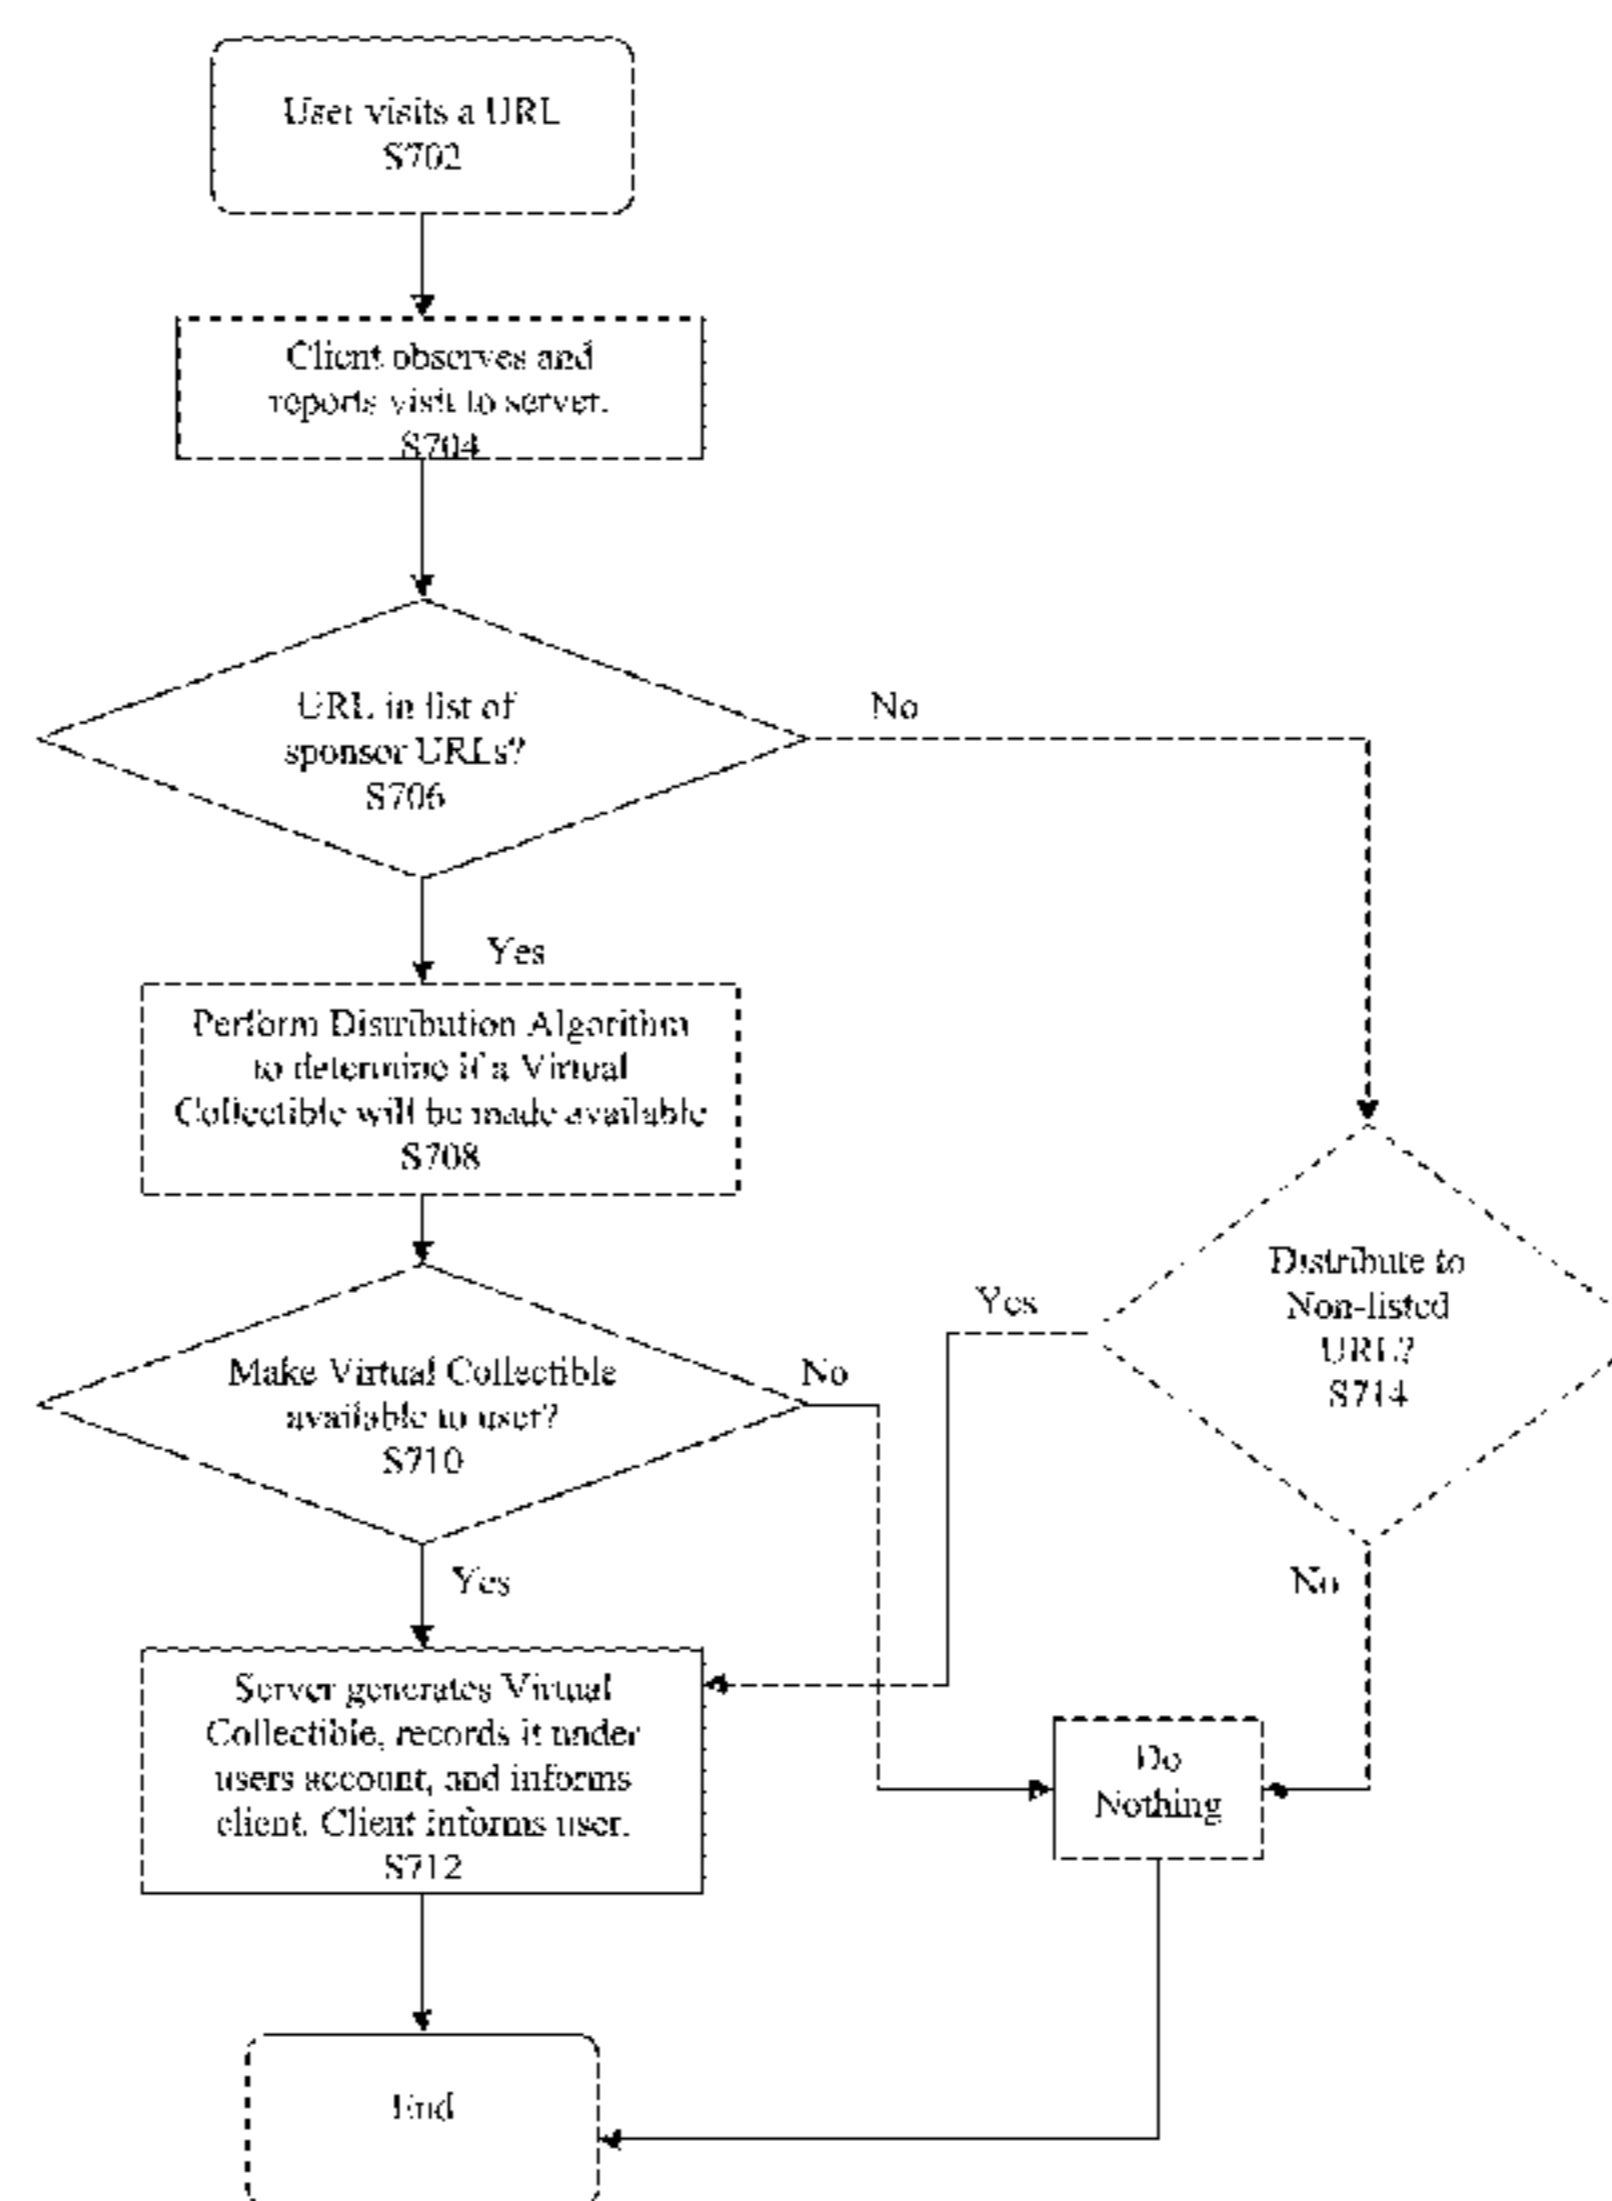 User visits a URL
S702
Client observes and
reports visit to server.
S704
URL in list of
sponsor URLs?
S706
No
Yes
Perform Distribution Algorithm
to determine if a Virtual
Collectible will be made available
S708
Make Virtual Collectible
available to user?
S710
No
Yes
Distribute to
Non-listed
URL?
S714
Yes
No
Server generates Virtual
Collectible, records it under
users account, and informs
client. Client informs user.
S712
Do
Nothing
End